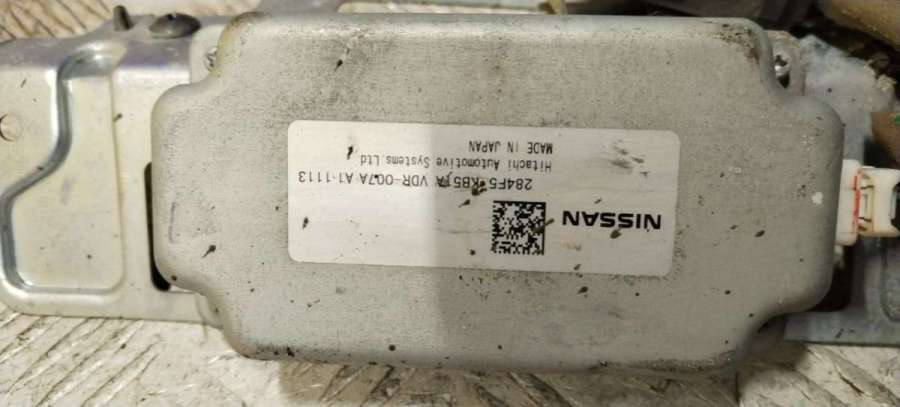 NISSAN
284F5 VDR-007A A1-1113
Hitachi Automotive Systems,Ltd
MADE IN JAPAN